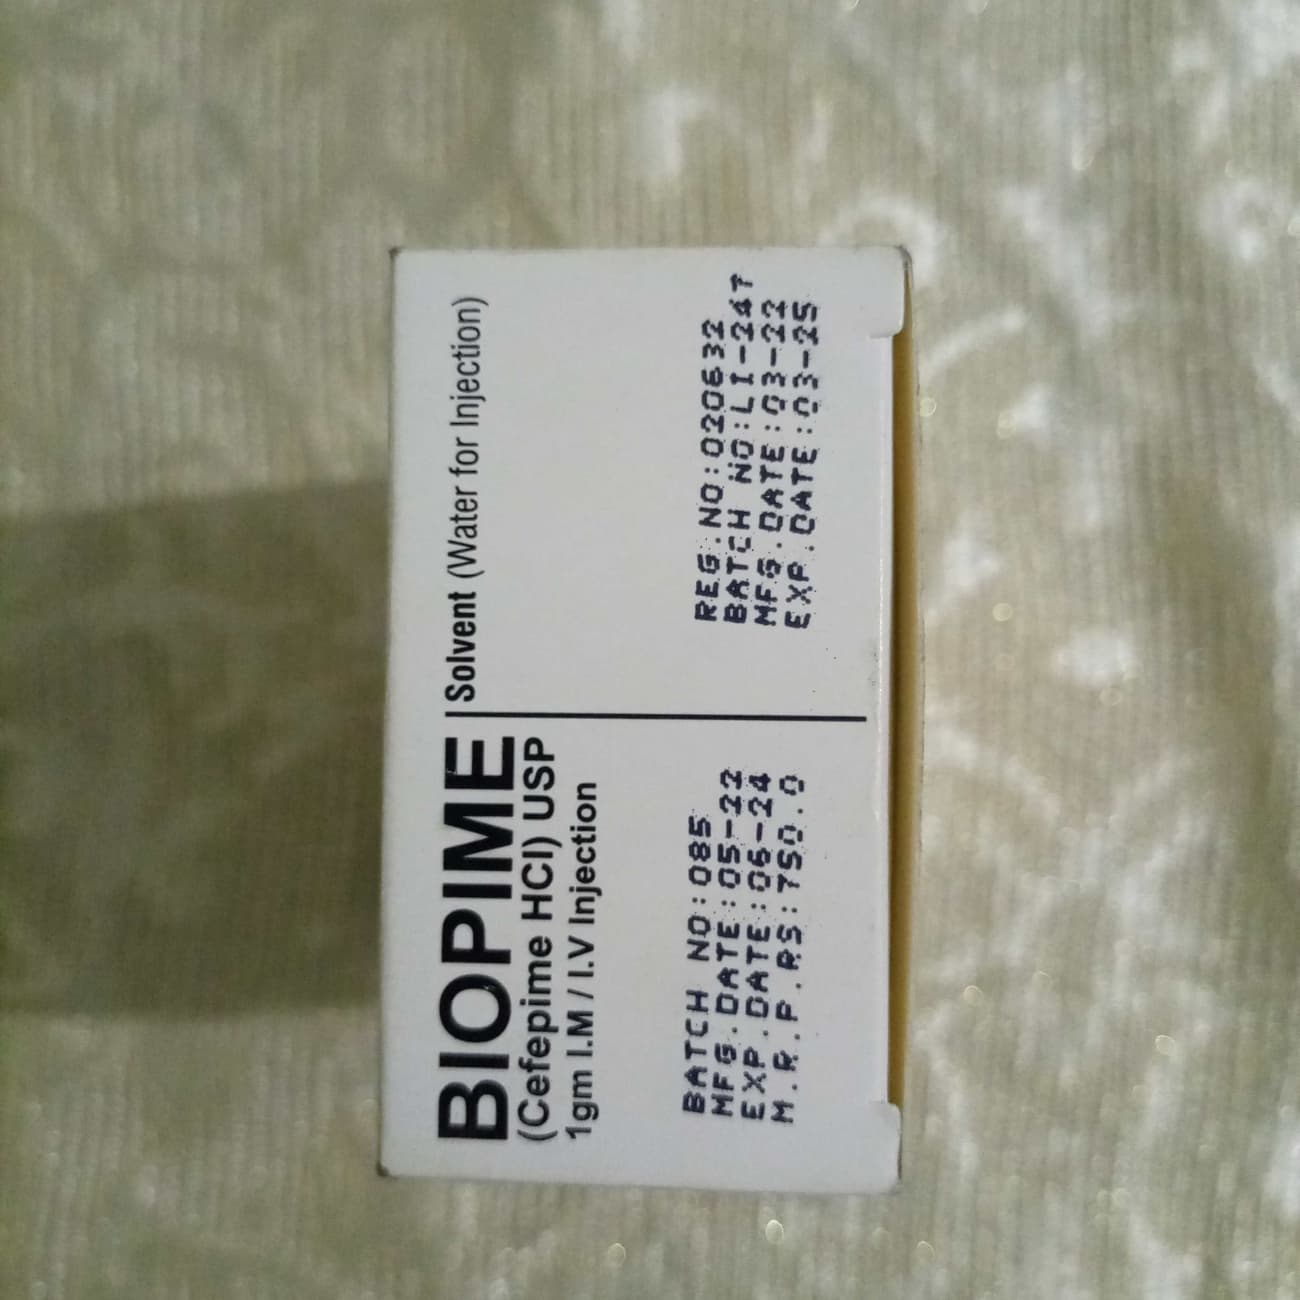 BIOPIME
(Cefepime HCl) USP
1gm I.M / I.V Injection
BATCH NO:085
MFG.DATE:05-22
EXP.DATE:06-24
M.R.P.RS:750.0
Solvent (Water for Injection)
REG.NO:020632
BATCH NO:LI-247
MFG.DATE:03-22
EXP.DATE:03-25